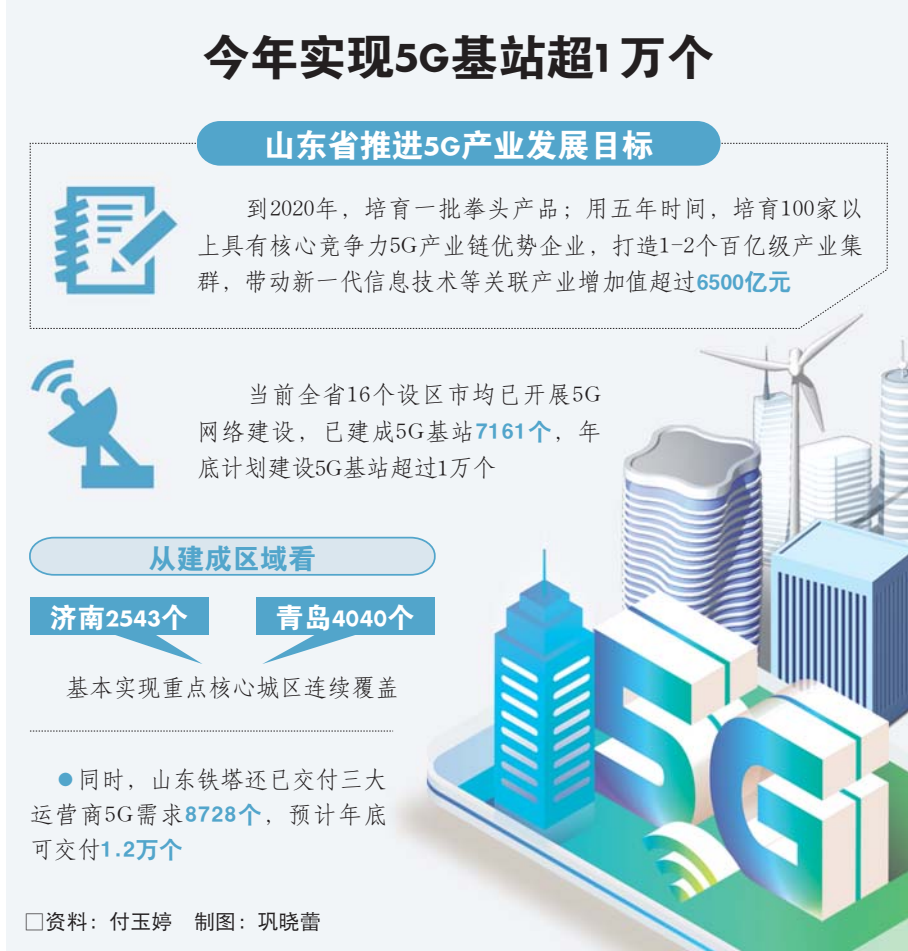 今年实现5G基站超1万个
山东省推进5G产业发展目标
到2020年，培育一批拳头产品；用五年时间，培育100家以
上具有核心竞争力5G产业链优势企业，打造1-2个百亿级产业集
群，带动新一代信息技术等关联产业增加值超过6500亿元
当前全省16个设区市均已开展5G
网络建设，已建成5G基站7161个，年
底计划建设5G基站超过1万个
从建成区域看
济南2543个
青岛4040个
基本实现重点核心城区连续覆盖
●同时，山东铁塔还已交付三大
运营商5G需求8728个，预计年底
可交付1.2万个
□资料：付玉婷 制图：巩晓蕾
5G